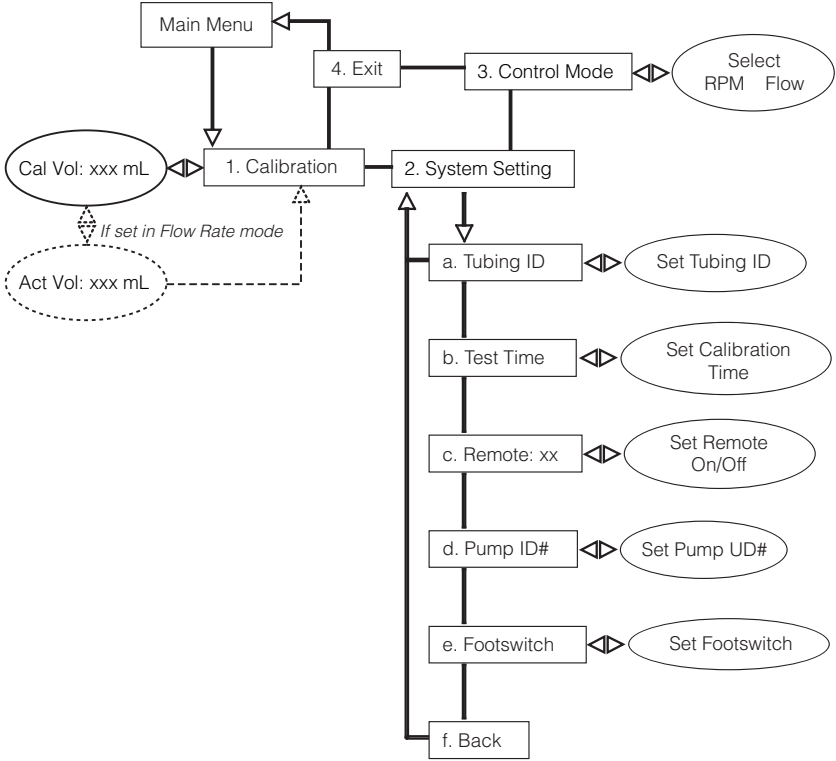 Main Menu
4. Exit
3. Control Mode
Select
RPM Flow
Cal Vol: xxx mL
1. Calibration
2. System Setting
If set in Flow Rate mode
Act Vol: xxx mL
a. Tubing ID
Set Tubing ID
b. Test Time
Set Calibration
Time
c. Remote: xx
Set Remote
On/Off
d. Pump ID#
Set Pump UD#
e. Footswitch
Set Footswitch
f. Back